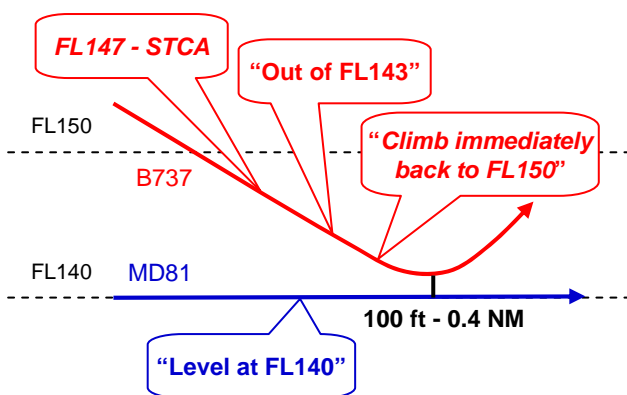 FL147 - STCA
“Out of FL143”
FL150
“Climb immediately
back to FL150”
B737
FL140
MD81
100 ft - 0.4 NM
“Level at FL140”